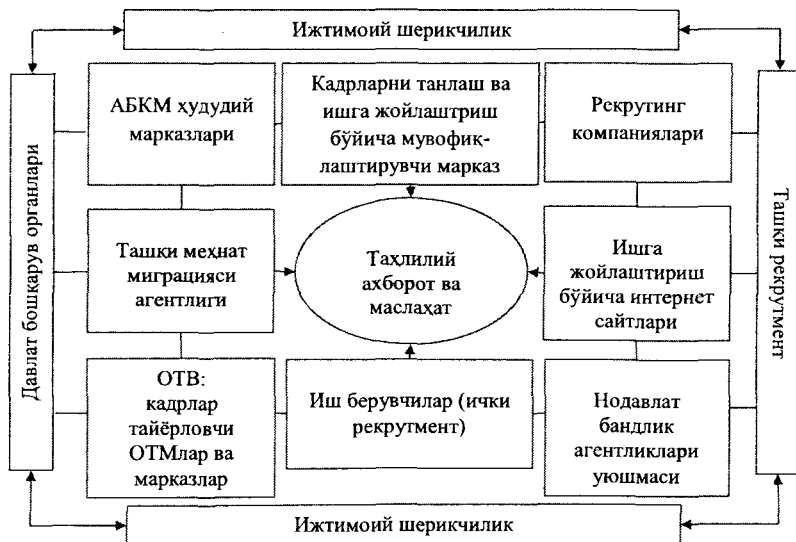 Ижтимоий шерикчилик
Давлат бошқарув органлари
АБКМ ҳудудий
марказлари
Кадрларни танлаш ва
ишга жойлаштриш
бўйича мувофиқ-
лаштирувчи марказ
Рекрутинг
компаниялари
Ташқи рекрутмент
Ташқи меҳнат
миграцияси
агентлиги
Таҳлилий
ахборот ва
маслаҳат
Ишга
жойлаштириш
бўйича интернет
сайтлари
ОТВ:
кадрлар
тайёрловчи
ОТМлар ва
марказлар
Иш берувчилар (ички
рекрутмент)
Нодавлат
бандлик
агентликлари
уюшмаси
Ижтимоий шерикчилик